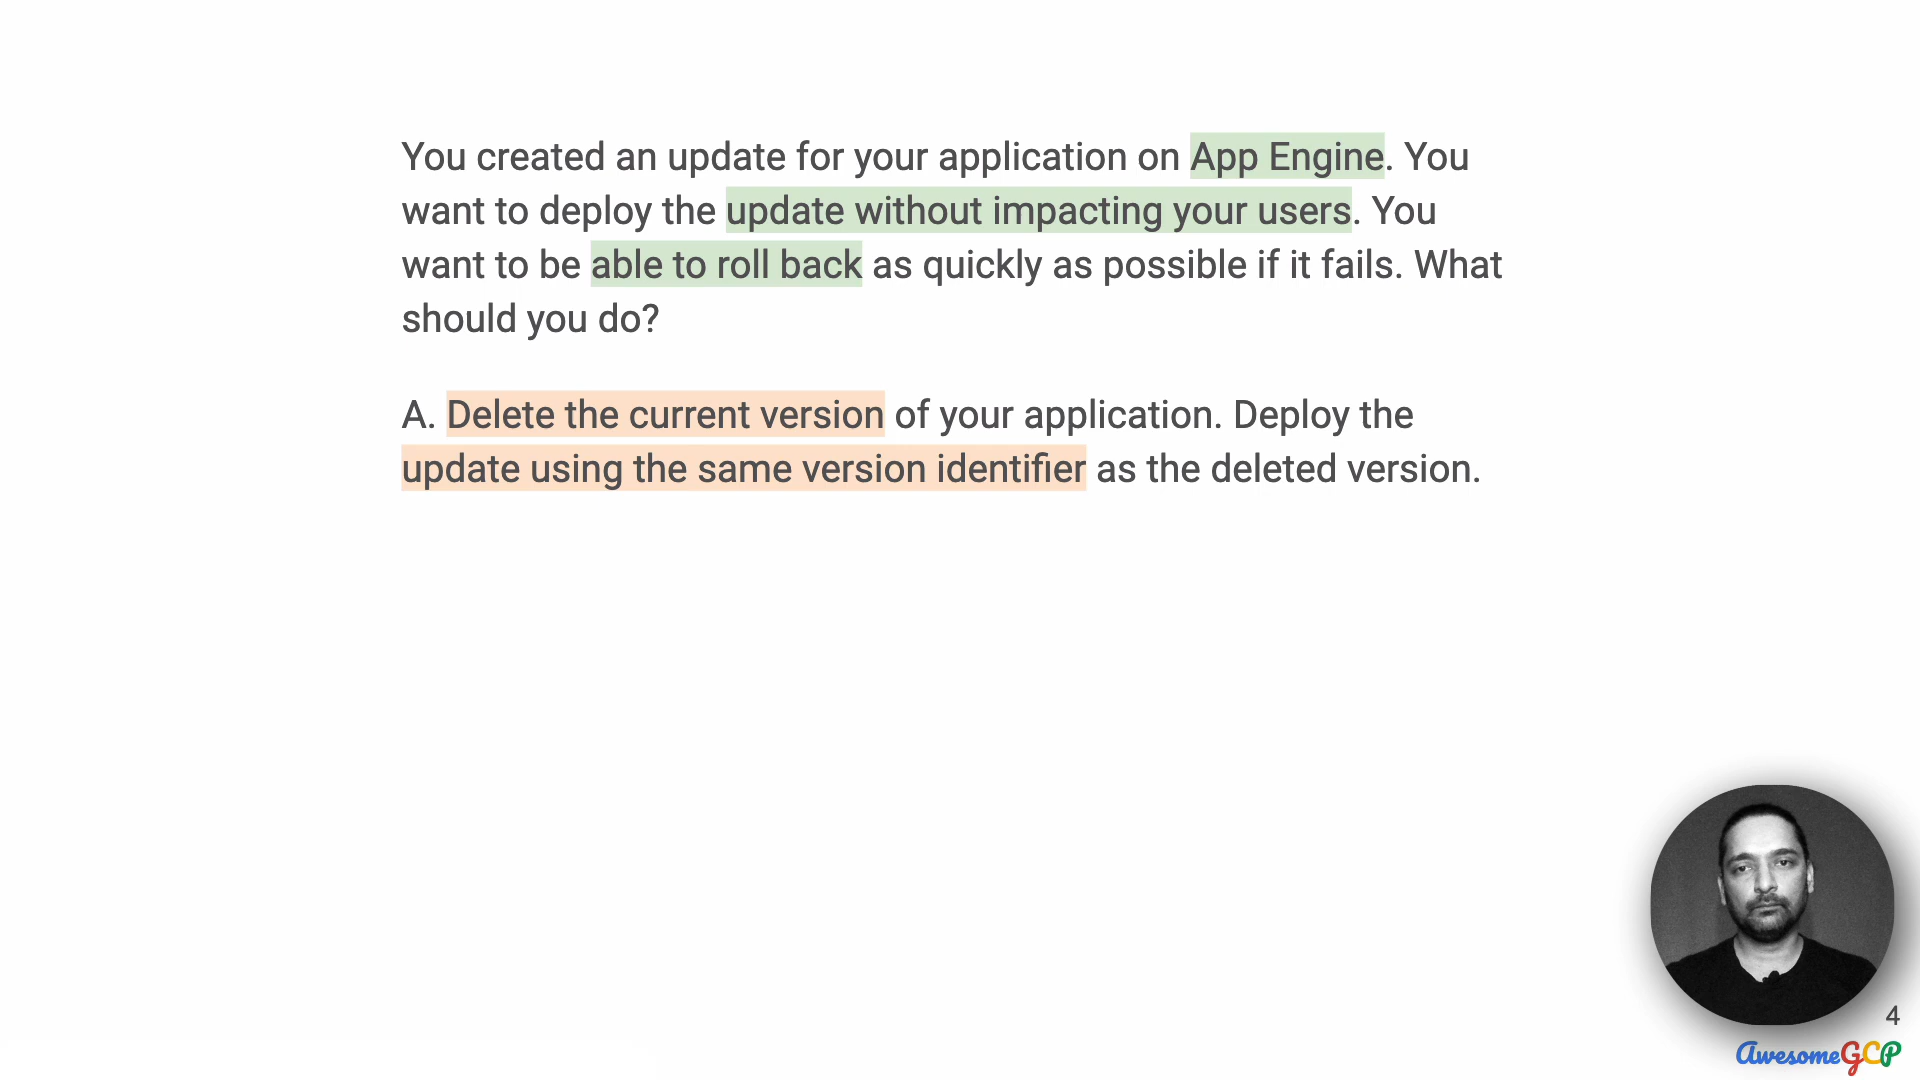 You created an update for your application on App Engine. You
want to deploy the update without impacting your users. You
want to be able to roll back as quickly as possible if it fails. What
should you do?
A. Delete the current version of your application. Deploy the
update using the same version identifier as the deleted version.
4
AwesomeGCP